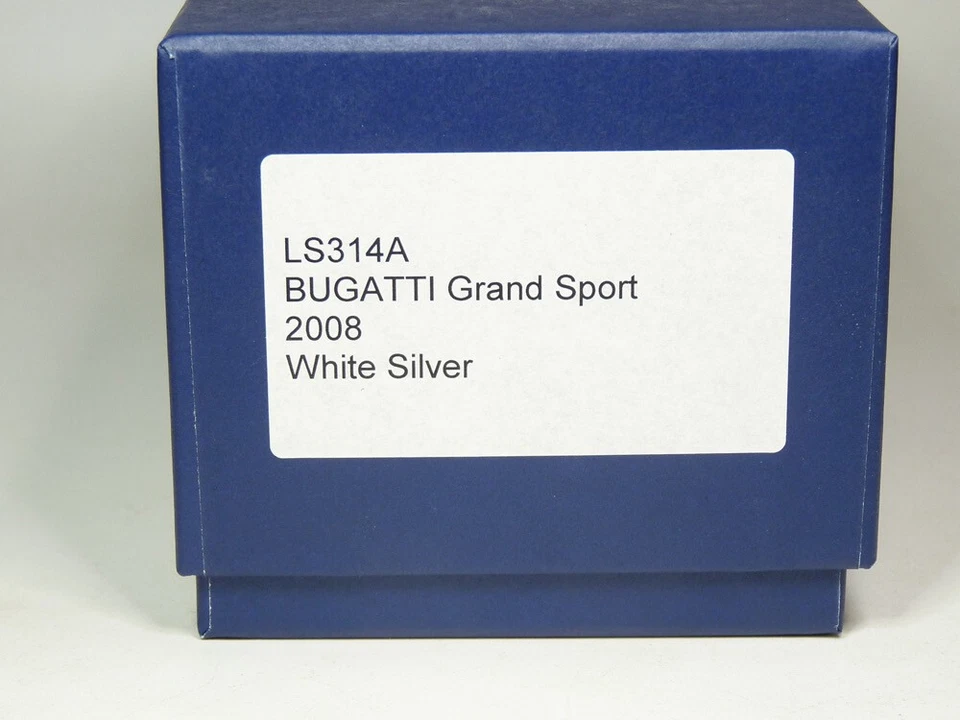 LS314A
BUGATTI Grand Sport
2008
White Silver